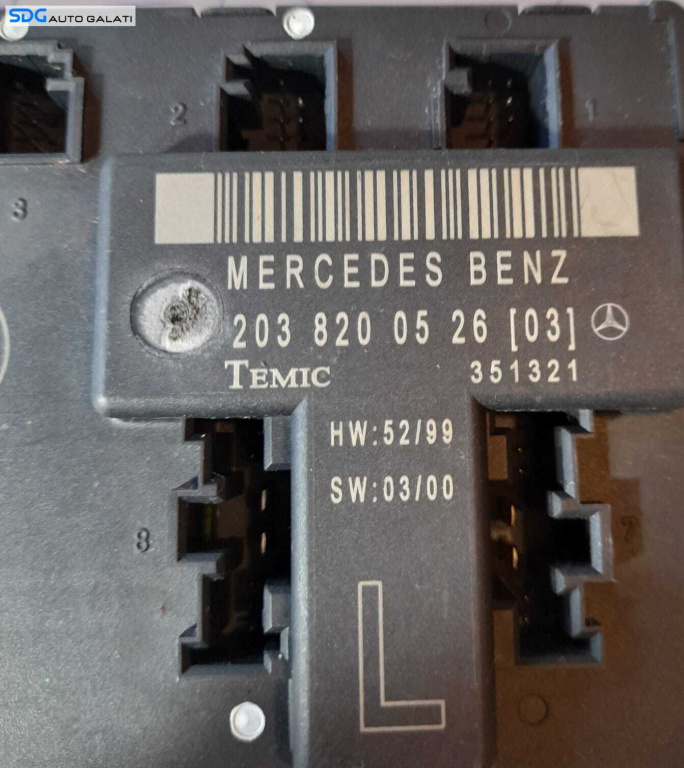 SDG AUTO GALATI
2
1
3
MERCEDES BENZ
203 820 05 26 [03]
TEMIC 351321
HW:52/99
SW:03/00
8
7
L